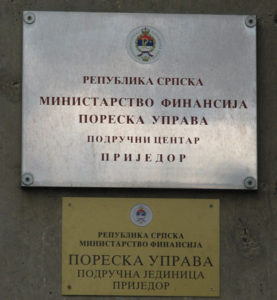 РЕПУБЛИКА СРПСКА
МИНИСТАРСТВО ФИНАНСИЈА
ПОРЕСКА УПРАВА
ПОДРУЧНИ ЦЕНТАР
ПРИЈЕДОР
РЕПУБЛИКА СРПСКА
МИНИСТАРСТВО ФИНАНСИЈА
ПОРЕСКА УПРАВА
ПОДРУЧНА ЈЕДИНИЦА
ПРИЈЕДОР